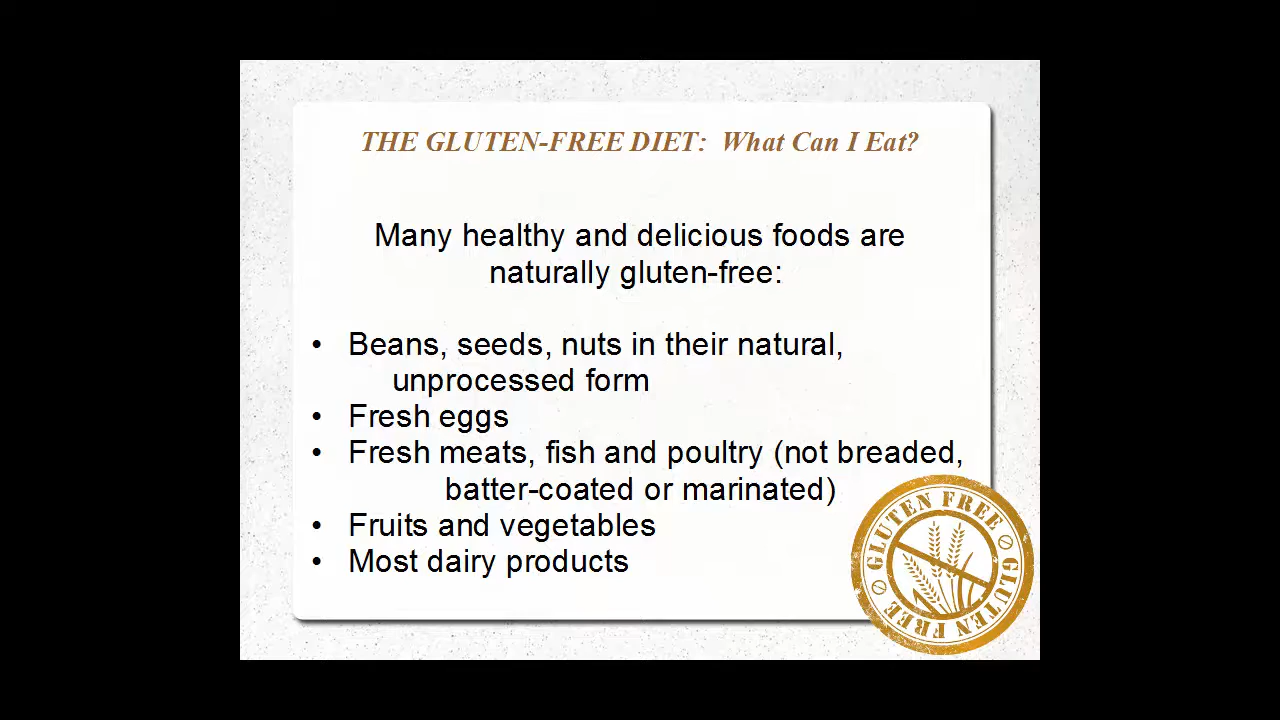 THE GLUTEN-FREE DIET:  What Can I Eat?
Many healthy and delicious foods are
naturally gluten-free:
• Beans, seeds, nuts in their natural,
unprocessed form
• Fresh eggs
• Fresh meats, fish and poultry (not breaded,
batter-coated or marinated)
• Fruits and vegetables
• Most dairy products
GLUTEN FREE
GLUTEN FREE